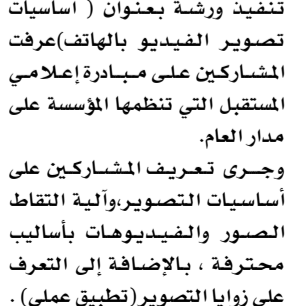 تنفيذ ورشة بعنوان ( اساسيات
تصوير الفيديو بالهاتف)عرفت
المشاركين على مبادرة إعلامي
المستقبل التي تنظمها المؤسسة على
مدار العام.
وجرى تعريف المشاركين على
أساسيات التصوير،وآلية التقاط
الصور والفيديوهات بأساليب
محترفة ، بالإضافة إلى التعرف
على زوايا التصوير(تطبيق عملي) .